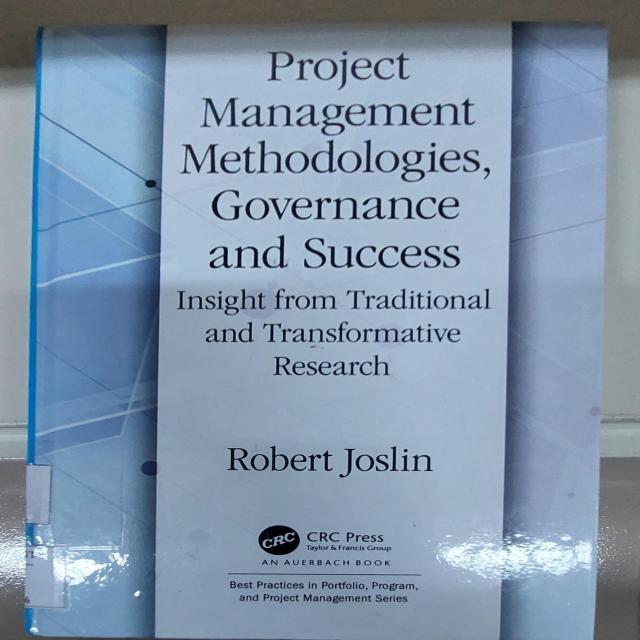 Project
Management
Methodologies,
Governance
and Success
Insight from Traditional
and Transformative
Research
Robert Joslin
CRC
CRC Press
Taylor & Francis Group
AN AUERBACH BOOK
Best Practices in Portfolio, Program,
and Project Management Series